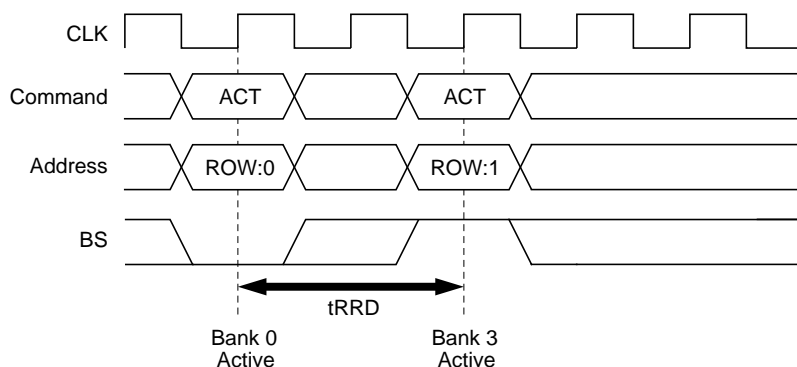 CLK
Command
ACT
ACT
Address
ROW:0
ROW:1
BS
tRRD
Bank 0
Active
Bank 3
Active